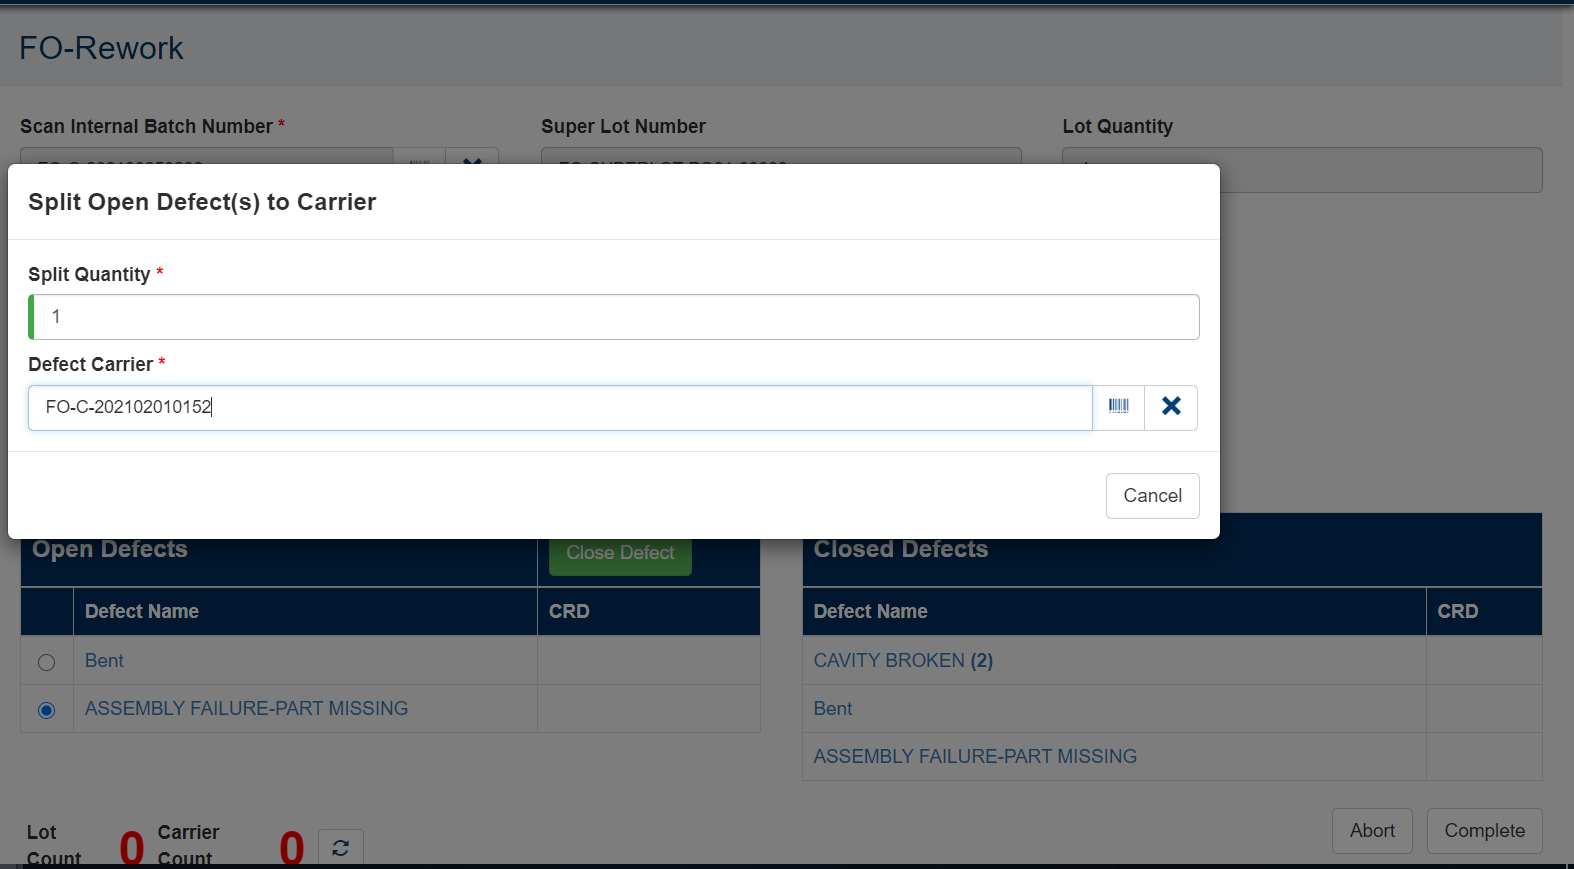 FO-Rework
Scan Internal Batch Number *
Super Lot Number
Lot Quantity
Split Open Defect(s) to Carrier
Split Quantity *
1
Defect Carrier *
FO-C-202102010152
Cancel
Open Defects
Close Defect
Closed Defects
Defect Name CRD
Defect Name CRD
Bent
CAVITY BROKEN (2)
ASSEMBLY FAILURE-PART MISSING
Bent
ASSEMBLY FAILURE-PART MISSING
Lot Count 0 Carrier Count 0
Abort
Complete